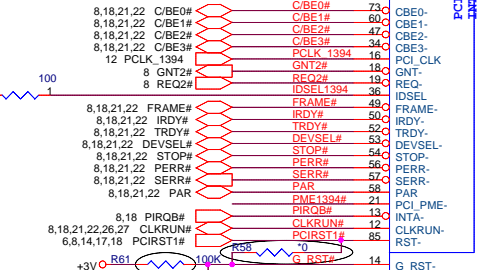 8,18,21,22 C/BE0# C/BE0# 73 CBE0-
8,18,21,22 C/BE1# C/BE1# 60 CBE1-
8,18,21,22 C/BE2# C/BE2# 47 CBE2-
8,18,21,22 C/BE3# C/BE3# 34 CBE3-
12 PCLK_1394 PCLK_1394 16 PCI_CLK
8 GNT2# GNT2# 18 GNT-
8 REQ2# REQ2# 19 REQ-
100
1 IDSEL1394 36 IDSEL
8,18,21,22 FRAME# FRAME# 49 FRAME-
8,18,21,22 IRDY# IRDY# 50 IRDY-
8,18,21,22 TRDY# TRDY# 52 TRDY-
8,18,21,22 DEVSEL# DEVSEL# 53 DEVSEL-
8,18,21,22 STOP# STOP# 54 STOP-
8,18,21,22 PERR# PERR# 56 PERR-
8,18,21,22 SERR# SERR# 57 SERR-
8,18,21,22 PAR PAR 58 PAR
PME1394# 21 PCI_PME-
8,18 PIRQB# PIRQB# 13 INTA-
8,18,21,22,26,27 CLKRUN# CLKRUN# 12 CLKRUN-
6,8,14,17,18 PCIRST1# PCIRST1# 85 RST-
R58 *0
+3V R61 100K G_RST# 14 G_RST-